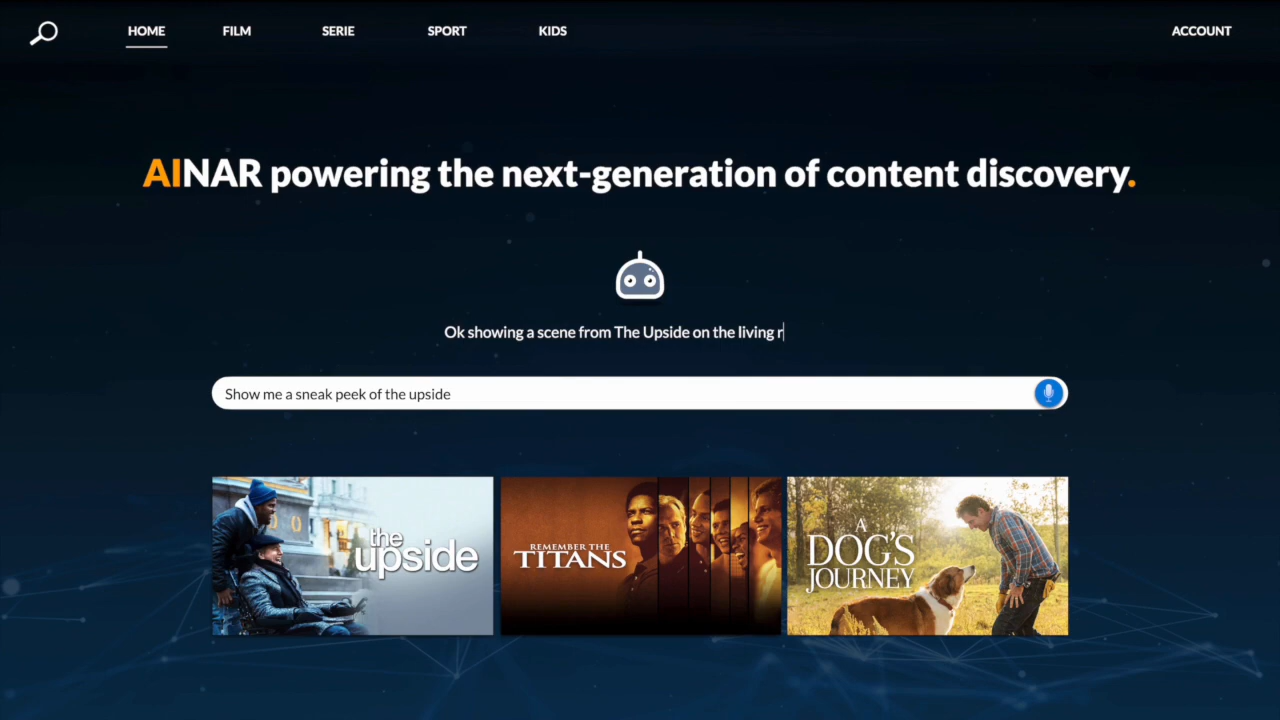 HOME FILM SERIE SPORT KIDS ACCOUNT
AINAR powering the next-generation of content discovery.
Ok showing a scene from The Upside on the living r
Show me a sneak peek of the upside
the
upside
REMEMBER THE
TITANS
A
DOG'S
JOURNEY